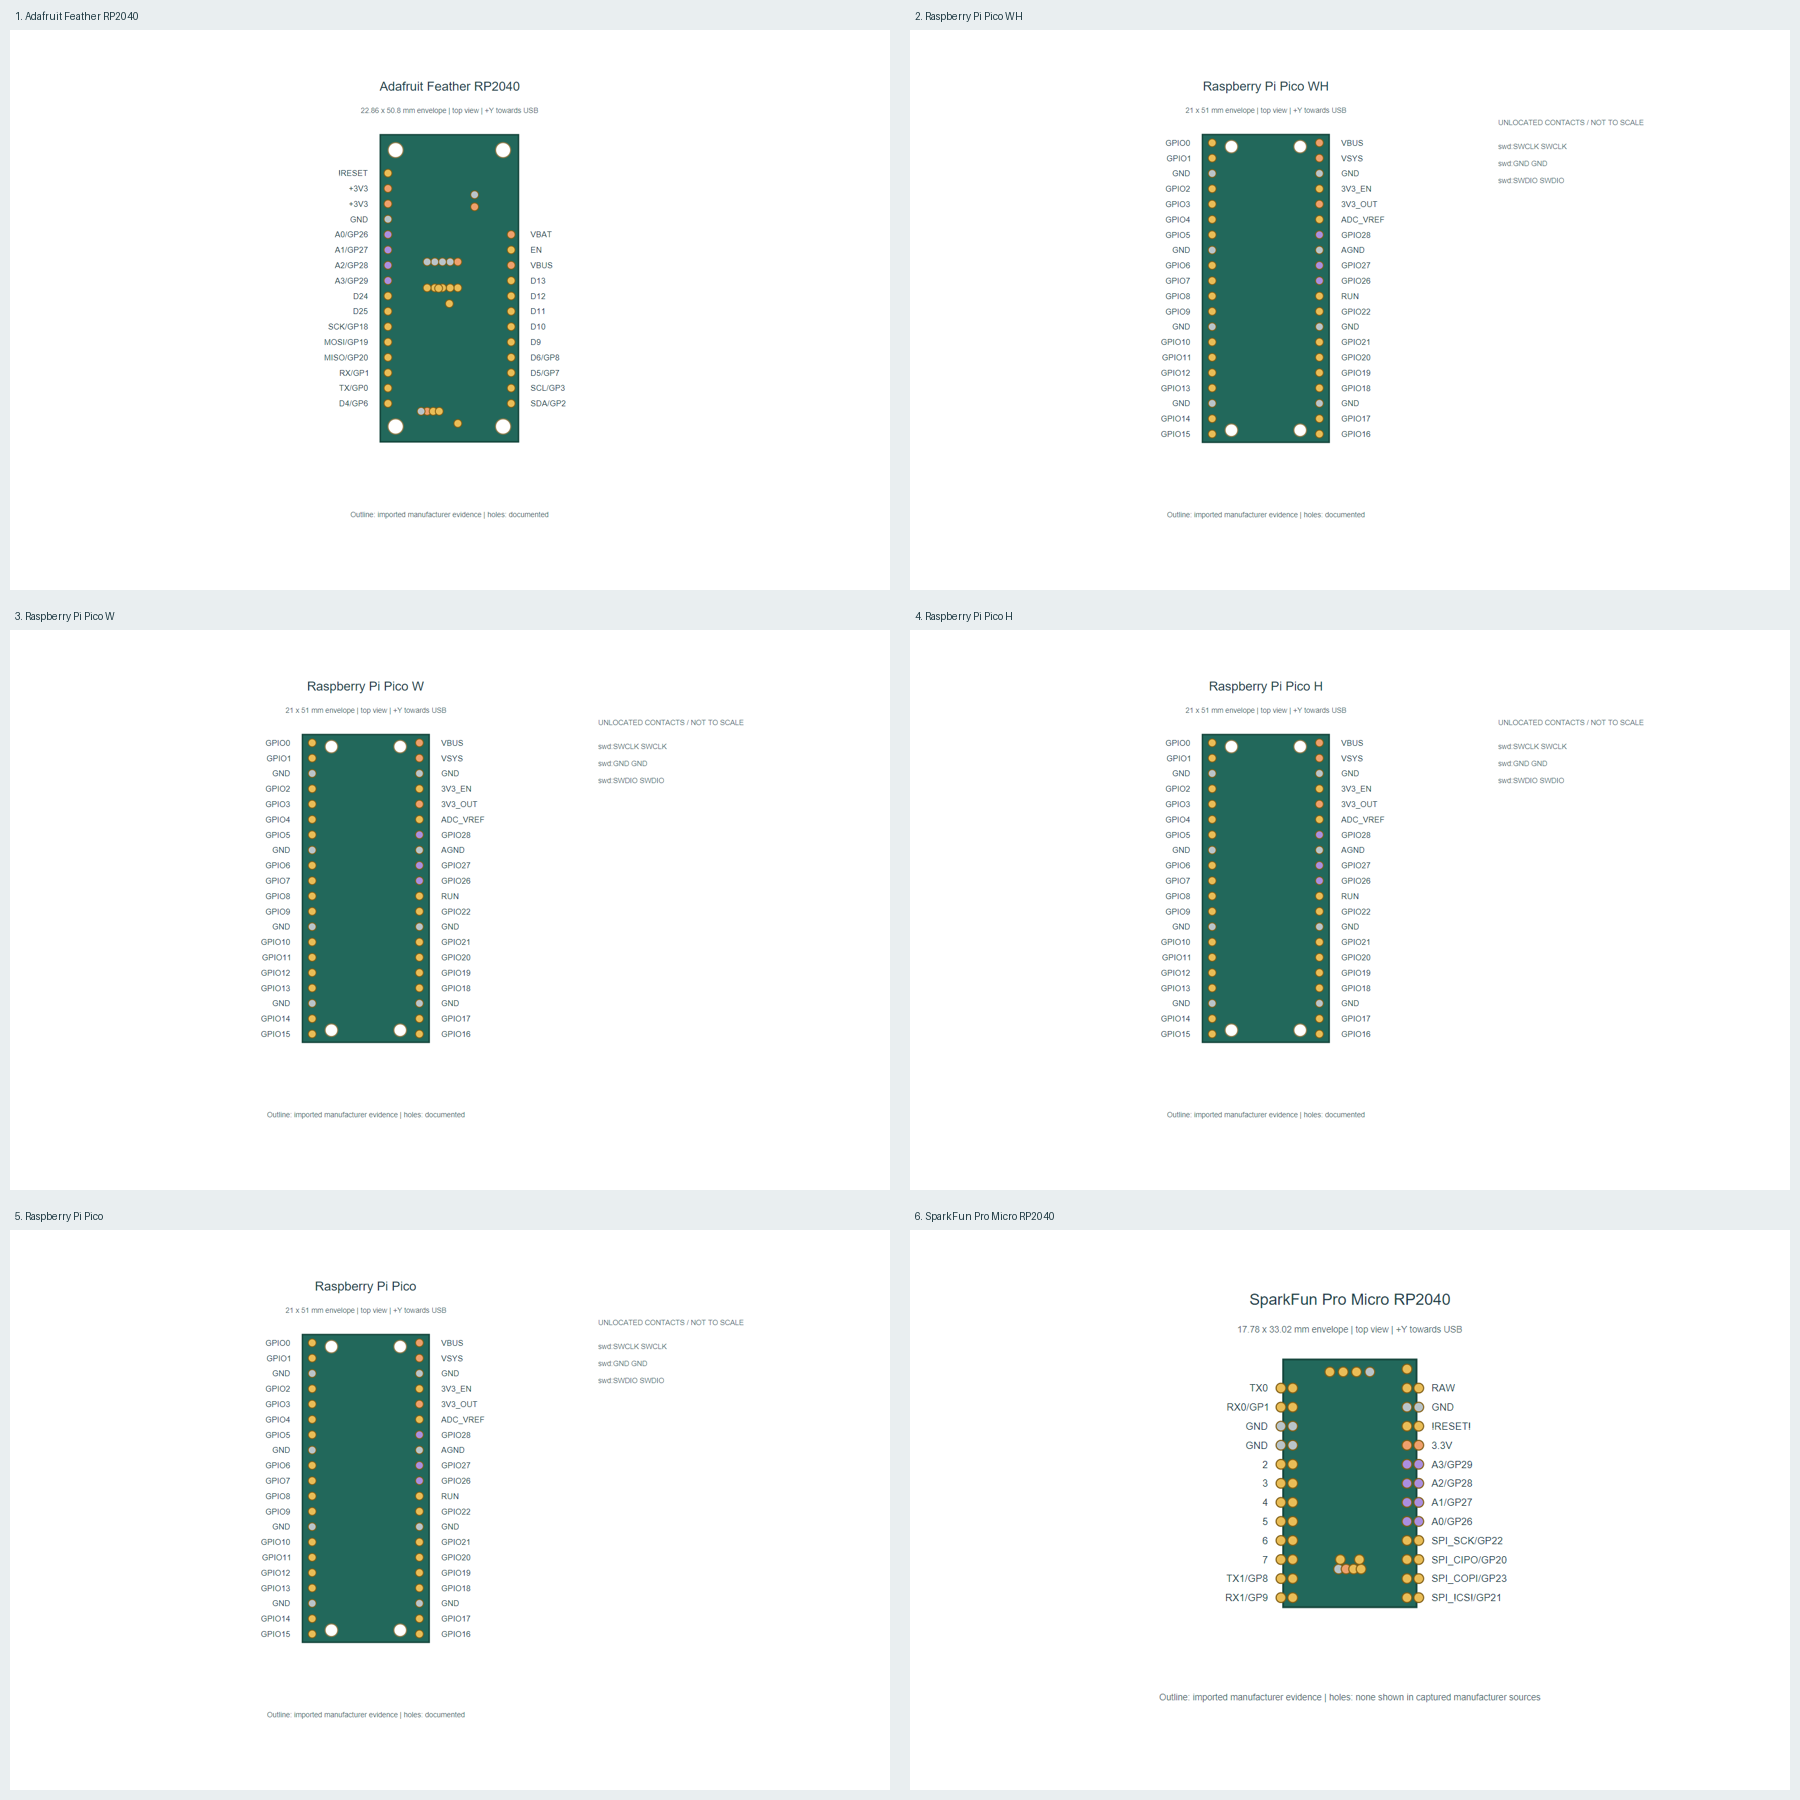 1. Adafruit Feather RP2040
Adafruit Feather RP2040
22.86 x 50.8 mm envelope | top view | +Y towards USB
!RESET
+3V3
+3V3
GND
A0/GP26 VBAT
A1/GP27 EN
A2/GP28 VBUS
A3/GP29 D13
D24 D12
D25 D11
SCK/GP18 D10
MOSI/GP19 D9
MISO/GP20 D6/GP8
RX/GP1 D5/GP7
TX/GP0 SCL/GP3
D4/GP6 SDA/GP2
Outline: imported manufacturer evidence | holes: documented
2. Raspberry Pi Pico WH
Raspberry Pi Pico WH
21 x 51 mm envelope | top view | +Y towards USB
GPIO0 VBUS
GPIO1 VSYS
GND GND
GPIO2 3V3_EN
GPIO3 3V3_OUT
GPIO4 ADC_VREF
GPIO5 GPIO28
GND AGND
GPIO6 GPIO27
GPIO7 GPIO26
GPIO8 RUN
GPIO9 GPIO22
GND GND
GPIO10 GPIO21
GPIO11 GPIO20
GPIO12 GPIO19
GPIO13 GPIO18
GND GND
GPIO14 GPIO17
GPIO15 GPIO16
UNLOCATED CONTACTS / NOT TO SCALE
swd:SWCLK SWCLK
swd:GND GND
swd:SWDIO SWDIO
Outline: imported manufacturer evidence | holes: documented
3. Raspberry Pi Pico W
Raspberry Pi Pico W
21 x 51 mm envelope | top view | +Y towards USB
GPIO0 VBUS
GPIO1 VSYS
GND GND
GPIO2 3V3_EN
GPIO3 3V3_OUT
GPIO4 ADC_VREF
GPIO5 GPIO28
GND AGND
GPIO6 GPIO27
GPIO7 GPIO26
GPIO8 RUN
GPIO9 GPIO22
GND GND
GPIO10 GPIO21
GPIO11 GPIO20
GPIO12 GPIO19
GPIO13 GPIO18
GND GND
GPIO14 GPIO17
GPIO15 GPIO16
UNLOCATED CONTACTS / NOT TO SCALE
swd:SWCLK SWCLK
swd:GND GND
swd:SWDIO SWDIO
Outline: imported manufacturer evidence | holes: documented
4. Raspberry Pi Pico H
Raspberry Pi Pico H
21 x 51 mm envelope | top view | +Y towards USB
GPIO0 VBUS
GPIO1 VSYS
GND GND
GPIO2 3V3_EN
GPIO3 3V3_OUT
GPIO4 ADC_VREF
GPIO5 GPIO28
GND AGND
GPIO6 GPIO27
GPIO7 GPIO26
GPIO8 RUN
GPIO9 GPIO22
GND GND
GPIO10 GPIO21
GPIO11 GPIO20
GPIO12 GPIO19
GPIO13 GPIO18
GND GND
GPIO14 GPIO17
GPIO15 GPIO16
UNLOCATED CONTACTS / NOT TO SCALE
swd:SWCLK SWCLK
swd:GND GND
swd:SWDIO SWDIO
Outline: imported manufacturer evidence | holes: documented
5. Raspberry Pi Pico
Raspberry Pi Pico
21 x 51 mm envelope | top view | +Y towards USB
GPIO0 VBUS
GPIO1 VSYS
GND GND
GPIO2 3V3_EN
GPIO3 3V3_OUT
GPIO4 ADC_VREF
GPIO5 GPIO28
GND AGND
GPIO6 GPIO27
GPIO7 GPIO26
GPIO8 RUN
GPIO9 GPIO22
GND GND
GPIO10 GPIO21
GPIO11 GPIO20
GPIO12 GPIO19
GPIO13 GPIO18
GND GND
GPIO14 GPIO17
GPIO15 GPIO16
UNLOCATED CONTACTS / NOT TO SCALE
swd:SWCLK SWCLK
swd:GND GND
swd:SWDIO SWDIO
Outline: imported manufacturer evidence | holes: documented
6. SparkFun Pro Micro RP2040
SparkFun Pro Micro RP2040
17.78 x 33.02 mm envelope | top view | +Y towards USB
TX0 RAW
RX0/GP1 GND
GND !RESET!
GND 3.3V
2 A3/GP29
3 A2/GP28
4 A1/GP27
5 A0/GP26
6 SPI_SCK/GP22
7 SPI_CIPO/GP20
TX1/GP8 SPI_COPI/GP23
RX1/GP9 SPI_!CS!/GP21
Outline: imported manufacturer evidence | holes: none shown in captured manufacturer sources